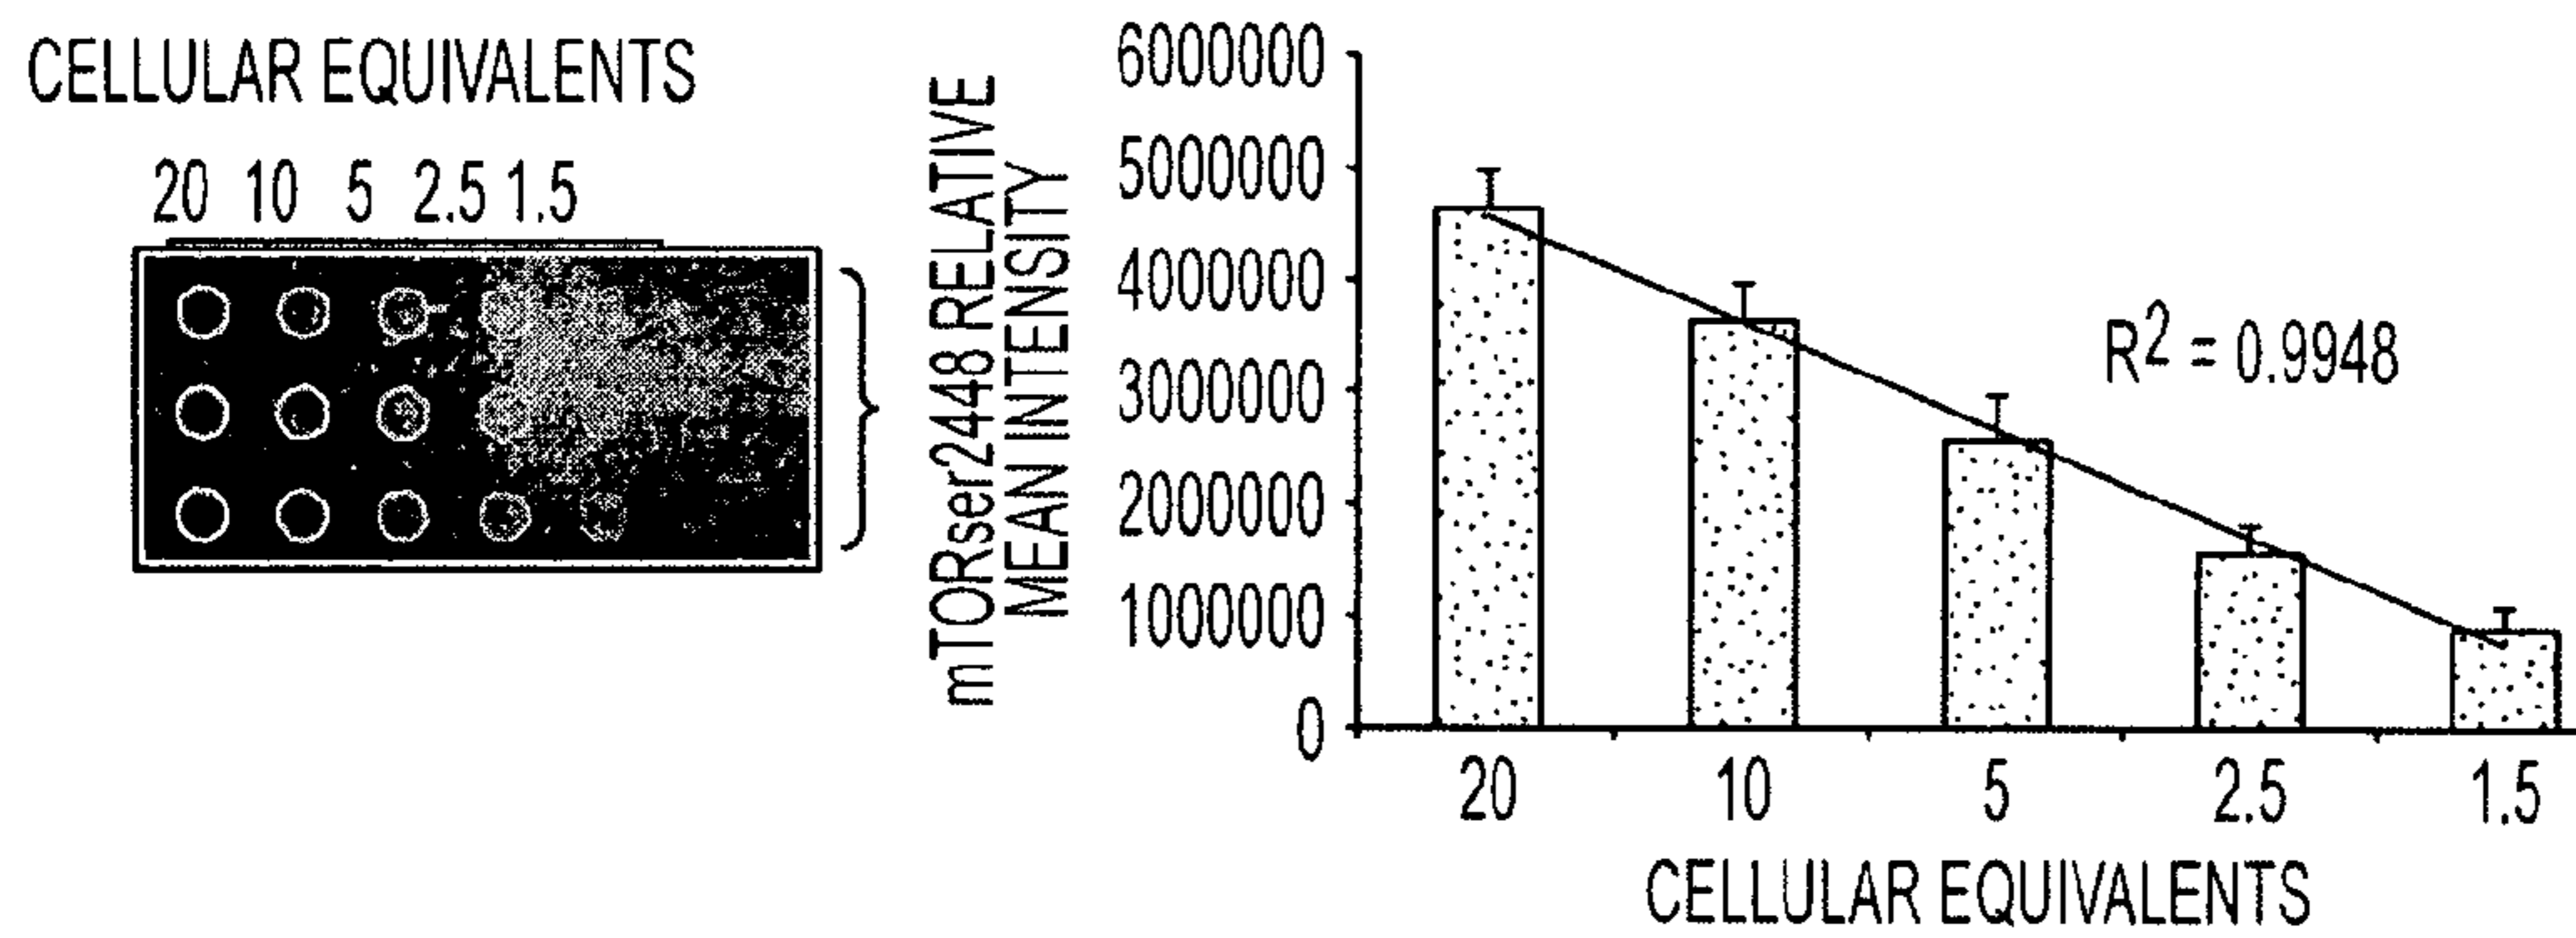 CELLULAR EQUIVALENTS
20 10 5 2.5 1.5
mTORser2448 RELATIVE
MEAN INTENSITY
6000000
5000000
4000000
3000000
2000000
1000000
0
R² = 0.9948
20 10 5 2.5 1.5
CELLULAR EQUIVALENTS